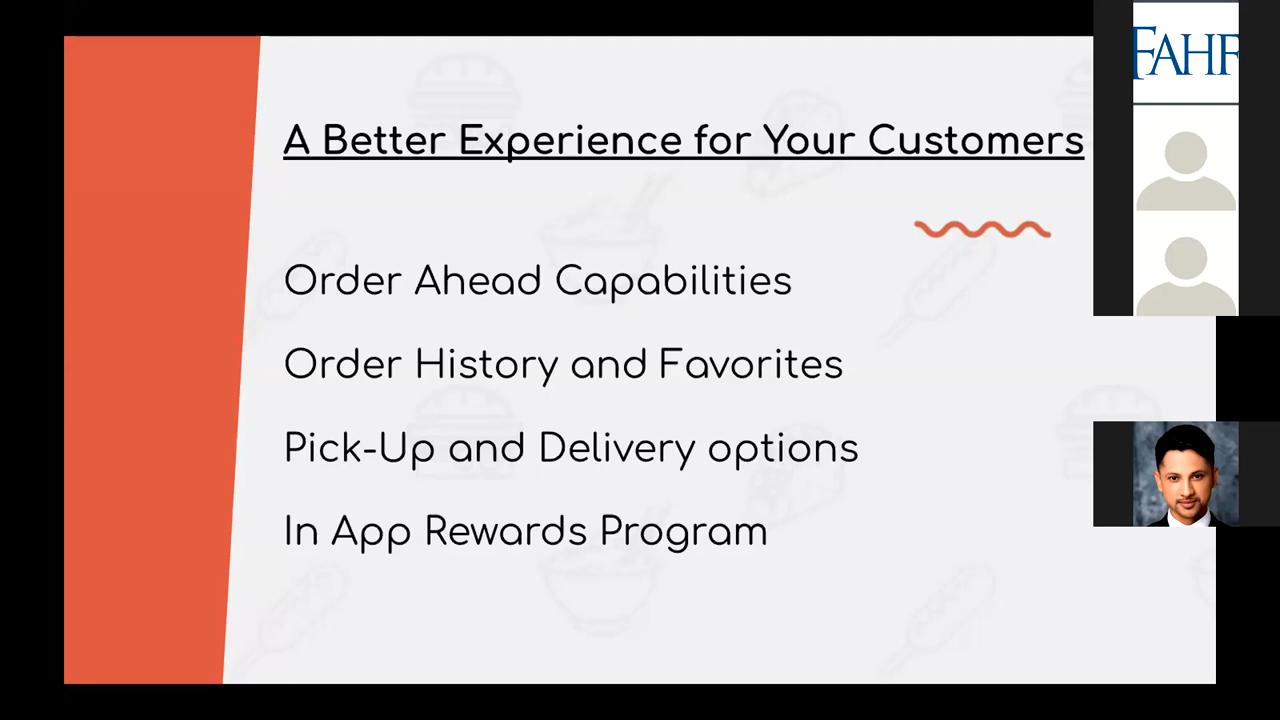 A Better Experience for Your Customers
FAHF
Order Ahead Capabilities
Order History and Favorites
Pick-Up and Delivery options
In App Rewards Program